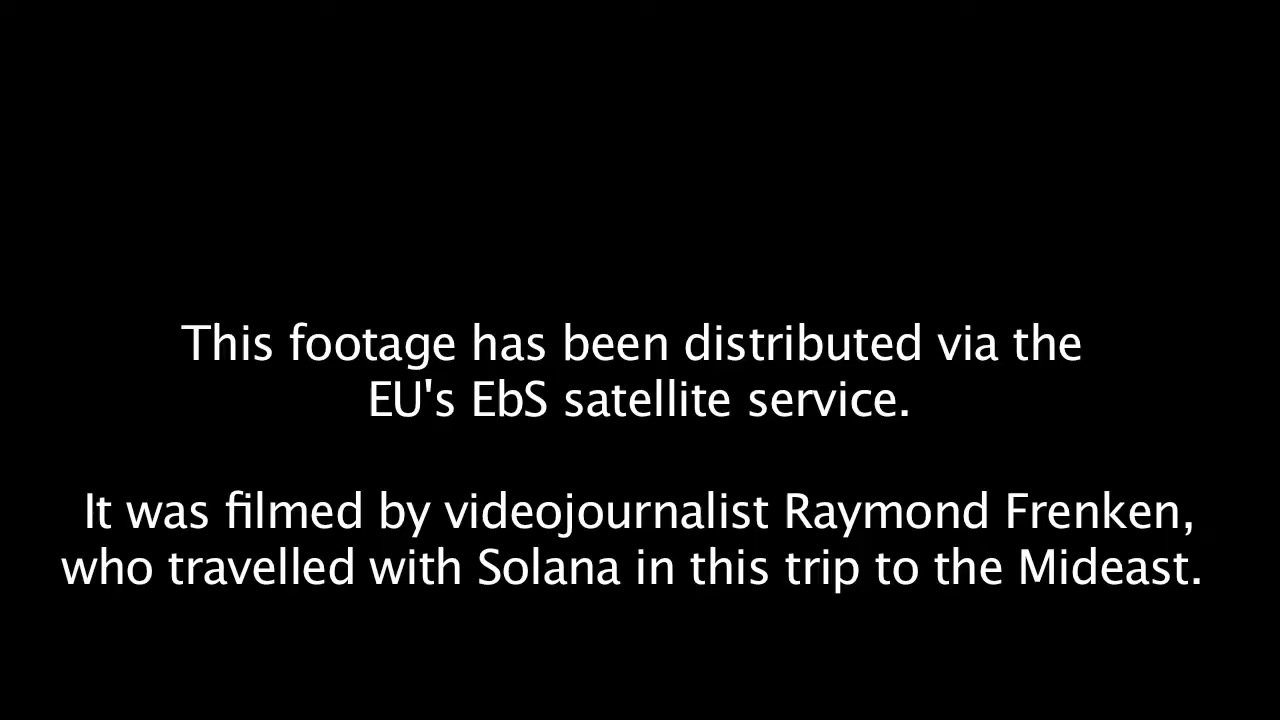 This footage has been distributed via the
EU's EbS satellite service.
It was filmed by videojournalist Raymond Frenken,
who travelled with Solana in this trip to the Mideast.